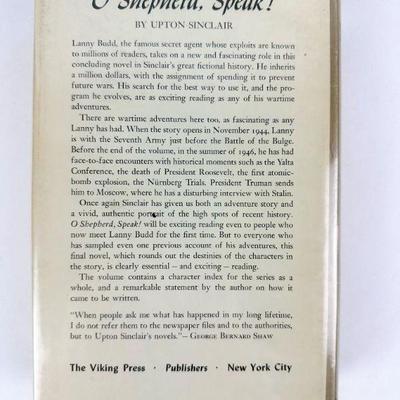 O Shepherd, Speak!
BY UPTON SINCLAIR
Lanny Budd, the famous secret agent whose exploits are known
to millions of readers, takes on a new and fascinating role in this
concluding novel in Sinclair's great fictional history. He inherits
a million dollars, with the assignment of spending it to prevent
future wars. His search for the best way to use it, and the pro-
gram he evolves, are as exciting reading as any of his wartime
adventures.
There are wartime adventures here too, as fascinating as any
Lanny has had. When the story opens in November 1944, Lanny
is with the Seventh Army just before the Battle of the Bulge.
Before the end of the volume, in the summer of 1946, he has had
face-to-face encounters with historical moments such as the Yalta
Conference, the death of President Roosevelt, the first atomic-
bomb explosion, the Nürnberg Trials. President Truman sends
him to Moscow, where he has a disturbing interview with Stalin.
Once again Sinclair has given us both an adventure story and
a vivid, authentic portrait of the high spots of recent history.
O Shepherd, Speak! will be exciting reading even to people who
now meet Lanny Budd for the first time. But to everyone who
has sampled even one previous account of his adventures, this
final novel, which rounds out the destinies of the characters in
the story, is clearly essential – and exciting – reading.
The volume contains a character index for the series as a
whole, and a remarkable statement by the author on how it
came to be written.
"When people ask me what has happened in my long lifetime,
I do not refer them to the newspaper files and to the authorities,
but to Upton Sinclair's novels."– GEORGE BERNARD SHAW
The Viking Press · Publishers · New York City